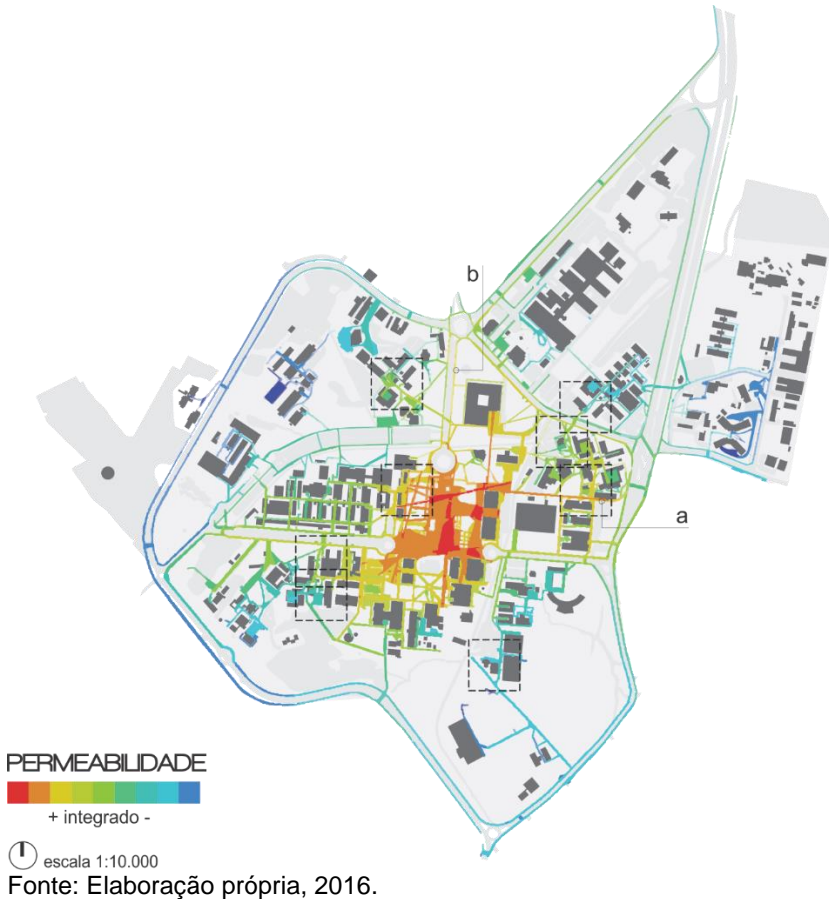 b
a
PERMEABILIDADE
+ integrado -
escala 1:10.000
Fonte: Elaboração própria, 2016.